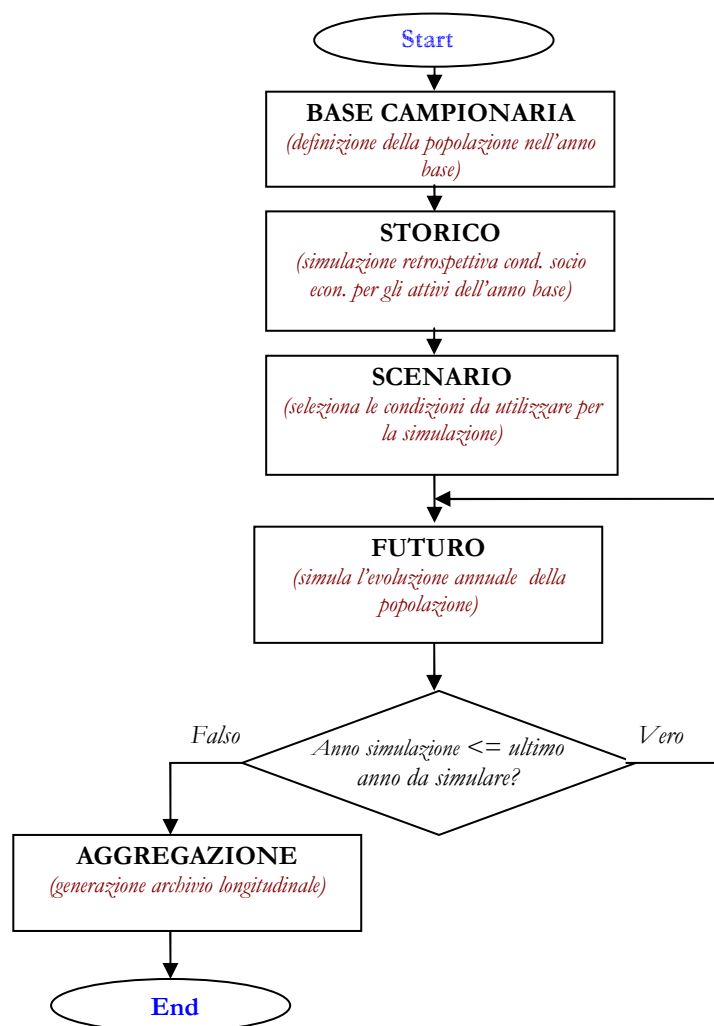 Start
BASE CAMPIONARIA
(definizione della popolazione nell'anno
base)
STORICO
(simulazione retrospettiva cond. socio
econ. per gli attivi dell'anno base)
SCENARIO
(seleziona le condizioni da utilizzare per
la simulazione)
FUTURO
(simula l'evoluzione annuale della
popolazione)
Falso
Anno simulazione <= ultimo
anno da simulare?
Vero
AGGREGAZIONE
(generazione archivio longitudinale)
End